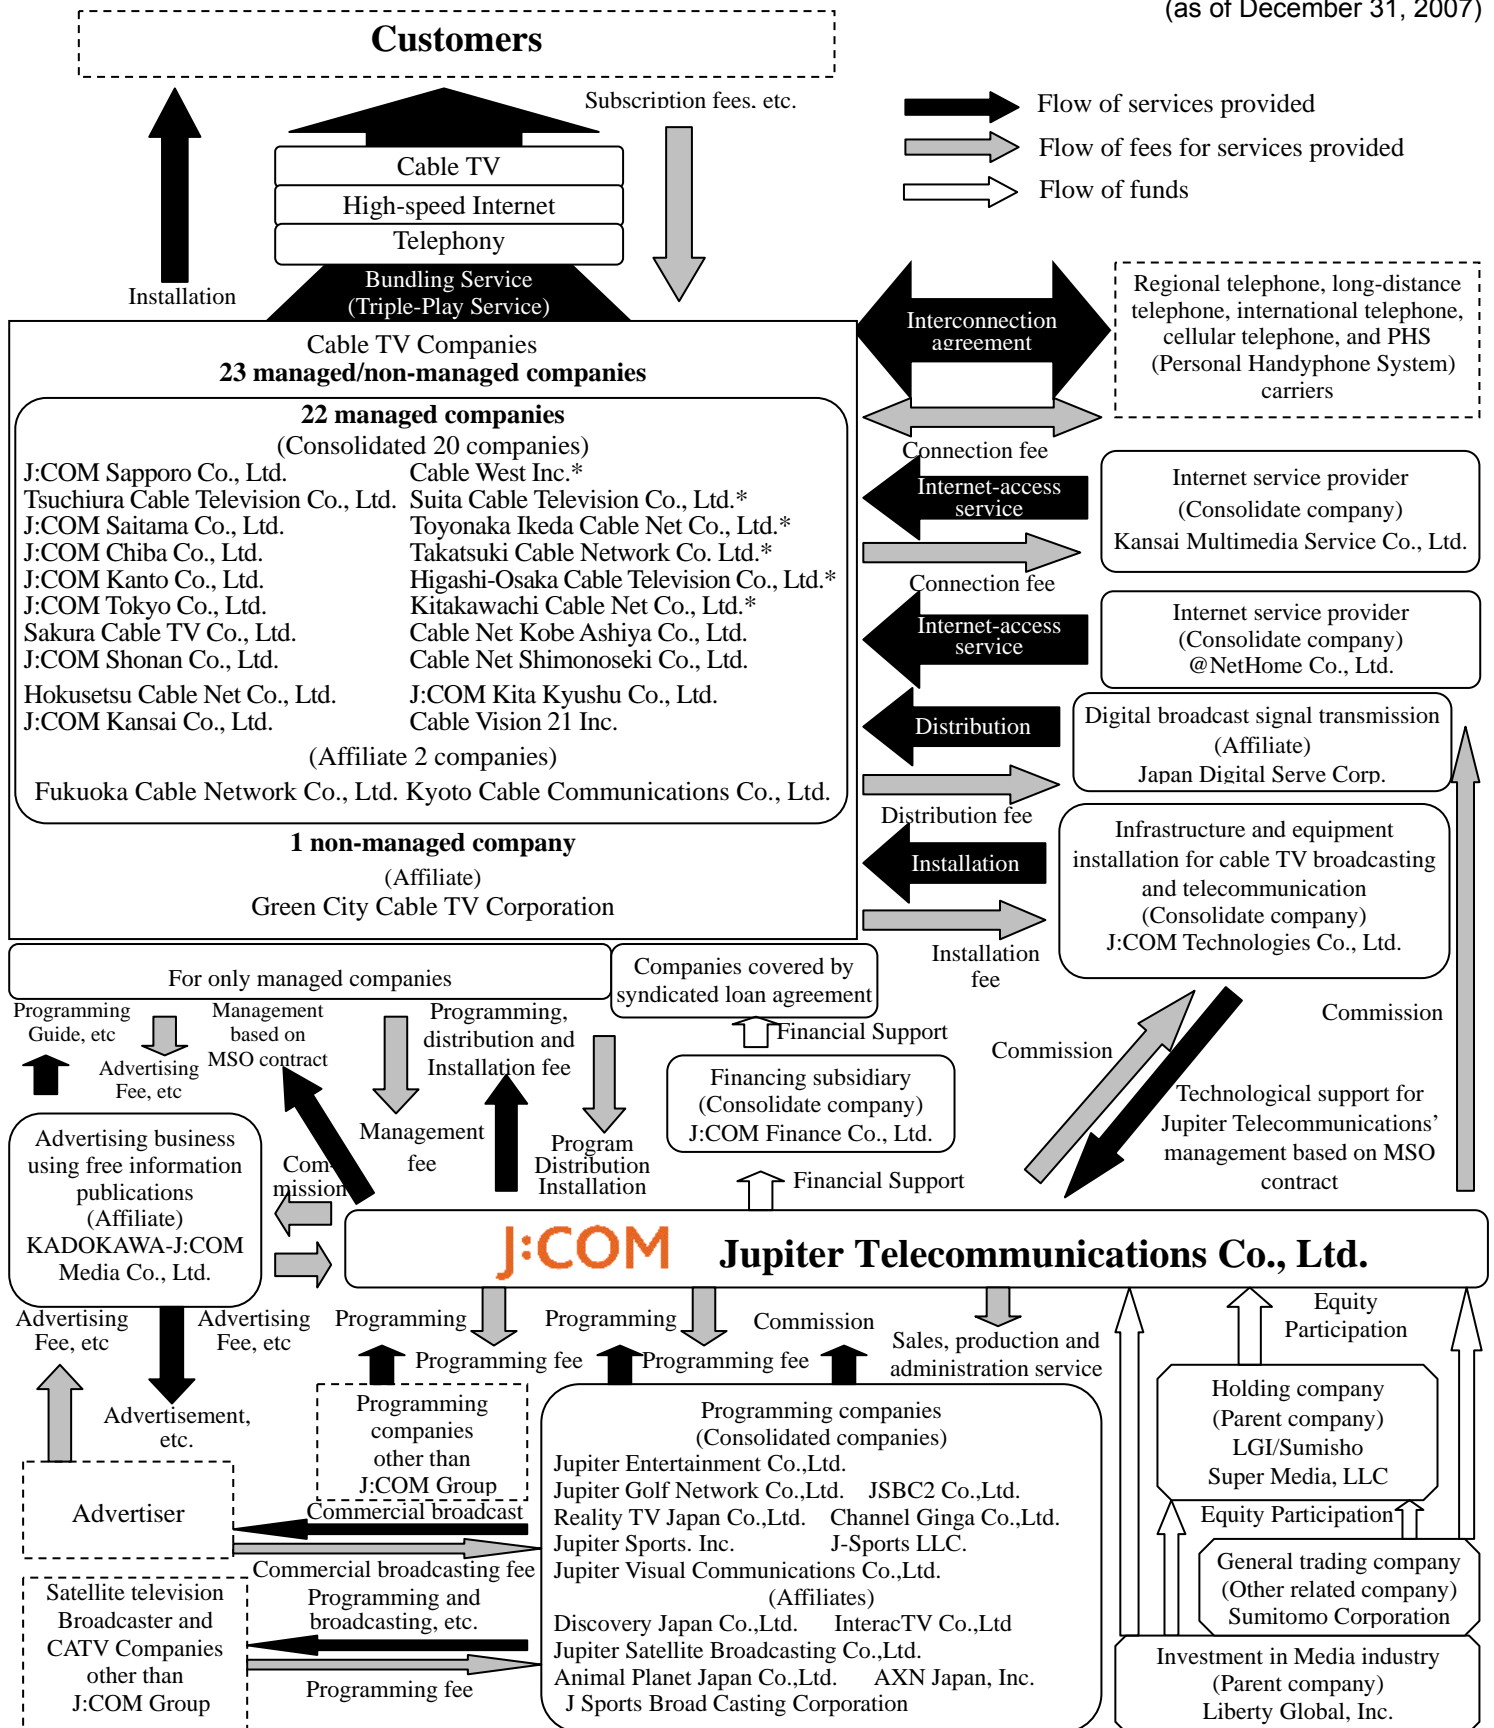 (as of December 31, 2007)
Customers
Subscription fees, etc.
Flow of services provided
Flow of fees for services provided
Flow of funds
Cable TV
High-speed Internet
Telephony
Bundling Service
(Triple-Play Service)
Installation
Cable TV Companies
23 managed/non-managed companies
22 managed companies
(Consolidated 20 companies)
J:COM Sapporo Co., Ltd. Cable West Inc.*
Tsuchiura Cable Television Co., Ltd. Suita Cable Television Co., Ltd.*
J:COM Saitama Co., Ltd. Toyonaka Ikeda Cable Net Co., Ltd.*
J:COM Chiba Co., Ltd. Takatsuki Cable Network Co. Ltd.*
J:COM Kanto Co., Ltd. Higashi-Osaka Cable Television Co., Ltd.*
J:COM Tokyo Co., Ltd. Kitakawachi Cable Net Co., Ltd.*
Sakura Cable TV Co., Ltd. Cable Net Kobe Ashiya Co., Ltd.
J:COM Shonan Co., Ltd. Cable Net Shimonoseki Co., Ltd.
Hokusetsu Cable Net Co., Ltd. J:COM Kita Kyushu Co., Ltd.
J:COM Kansai Co., Ltd. Cable Vision 21 Inc.
(Affiliate 2 companies)
Fukuoka Cable Network Co., Ltd. Kyoto Cable Communications Co., Ltd.
1 non-managed company
(Affiliate)
Green City Cable TV Corporation
Interconnection
agreement
Regional telephone, long-distance
telephone, international telephone,
cellular telephone, and PHS
(Personal Handyphone System)
carriers
Connection fee
Internet-access
service
Internet service provider
(Consolidate company)
Kansai Multimedia Service Co., Ltd.
Connection fee
Internet-access
service
Internet service provider
(Consolidate company)
@NetHome Co., Ltd.
Distribution
Digital broadcast signal transmission
(Affiliate)
Japan Digital Serve Corp.
Distribution fee
Installation
Infrastructure and equipment
installation for cable TV broadcasting
and telecommunication
(Consolidate company)
J:COM Technologies Co., Ltd.
Installation
fee
For only managed companies
Companies covered by
syndicated loan agreement
Programming
Guide, etc
Advertising
Fee, etc
Management
based on
MSO contract
Management
fee
Programming,
distribution and
Installation fee
Program
Distribution
Installation
Financial Support
Financing subsidiary
(Consolidate company)
J:COM Finance Co., Ltd.
Financial Support
Commission
Commission
Technological support for
Jupiter Telecommunications’
management based on MSO
contract
Advertising business
using free information
publications
(Affiliate)
KADOKAWA-J:COM
Media Co., Ltd.
Com-
mission
J:COM Jupiter Telecommunications Co., Ltd.
Advertising
Fee, etc
Advertising
Fee, etc
Advertisement,
etc.
Programming
Programming fee
Programming
Programming fee
Commission
Sales, production and
administration service
Equity
Participation
Programming
companies
other than
J:COM Group
Programming companies
(Consolidated companies)
Jupiter Entertainment Co.,Ltd.
Jupiter Golf Network Co.,Ltd. JSBC2 Co.,Ltd.
Reality TV Japan Co.,Ltd. Channel Ginga Co.,Ltd.
Jupiter Sports. Inc. J-Sports LLC.
Jupiter Visual Communications Co.,Ltd.
(Affiliates)
Discovery Japan Co.,Ltd. InteracTV Co.,Ltd
Jupiter Satellite Broadcasting Co.,Ltd.
Animal Planet Japan Co.,Ltd. AXN Japan, Inc.
J Sports Broad Casting Corporation
Holding company
(Parent company)
LGI/Sumisho
Super Media, LLC
Equity Participation
General trading company
(Other related company)
Sumitomo Corporation
Investment in Media industry
(Parent company)
Liberty Global, Inc.
Advertiser
Commercial broadcast
Commercial broadcasting fee
Satellite television
Broadcaster and
CATV Companies
other than
J:COM Group
Programming and
broadcasting, etc.
Programming fee